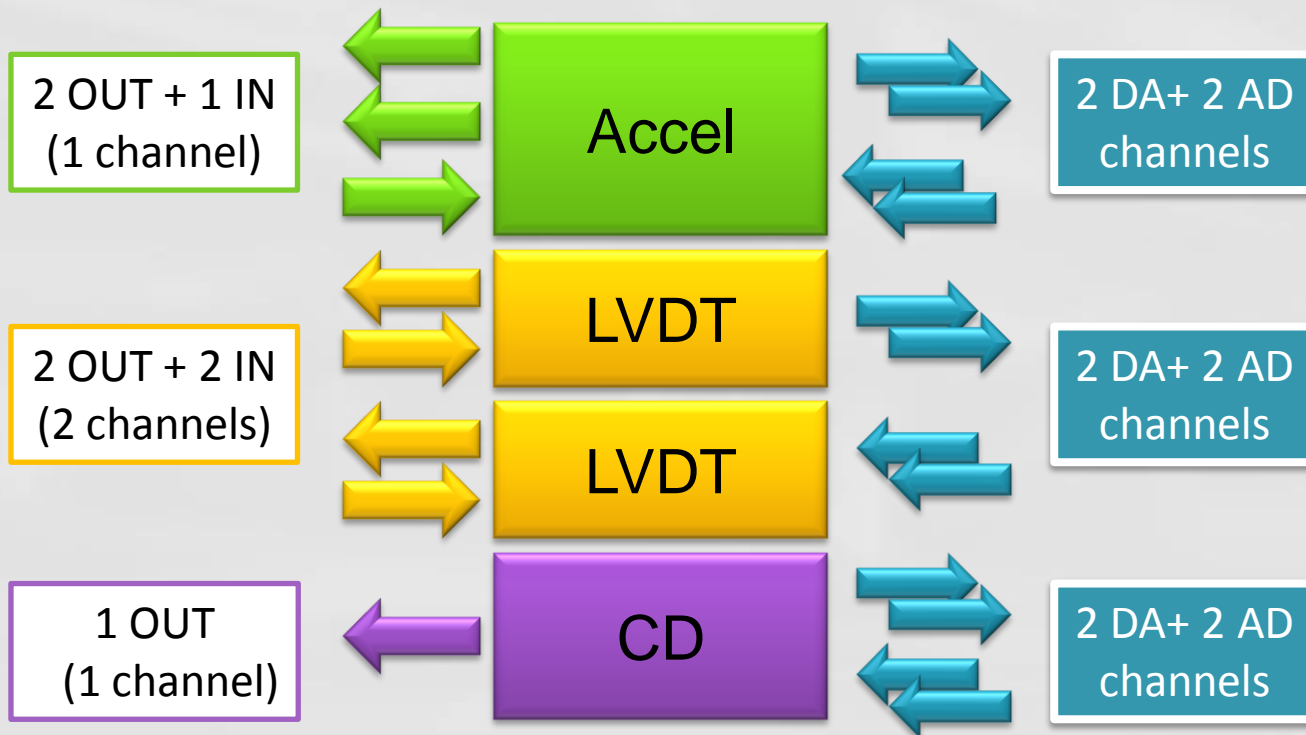 2 OUT + 1 IN
(1 channel)
Accel
2 DA+ 2 AD
channels
2 OUT + 2 IN
(2 channels)
LVDT
LVDT
2 DA+ 2 AD
channels
1 OUT
(1 channel)
CD
2 DA+ 2 AD
channels